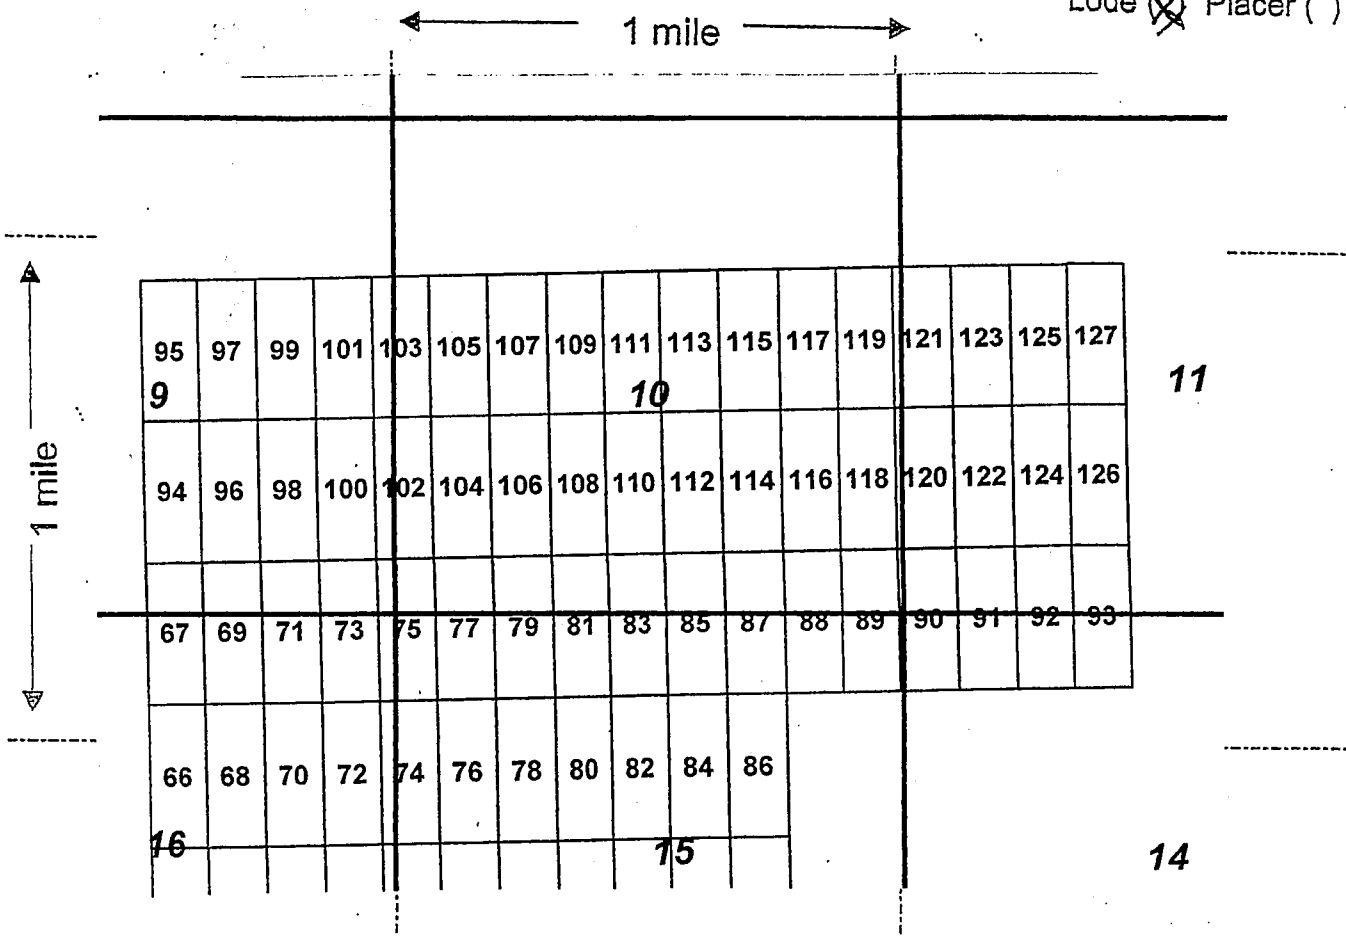 Lode (X) Placer ( )
1 mile
95 97 99 101 103 105 107 109 111 113 115 117 119 121 123 125 127
9 10 11
1 mile
94 96 98 100 102 104 106 108 110 112 114 116 118 120 122 124 126
67 69 71 73 75 77 79 81 83 85 87 88 89 90 91 92 93
66 68 70 72 74 76 78 80 82 84 86
16 15 14